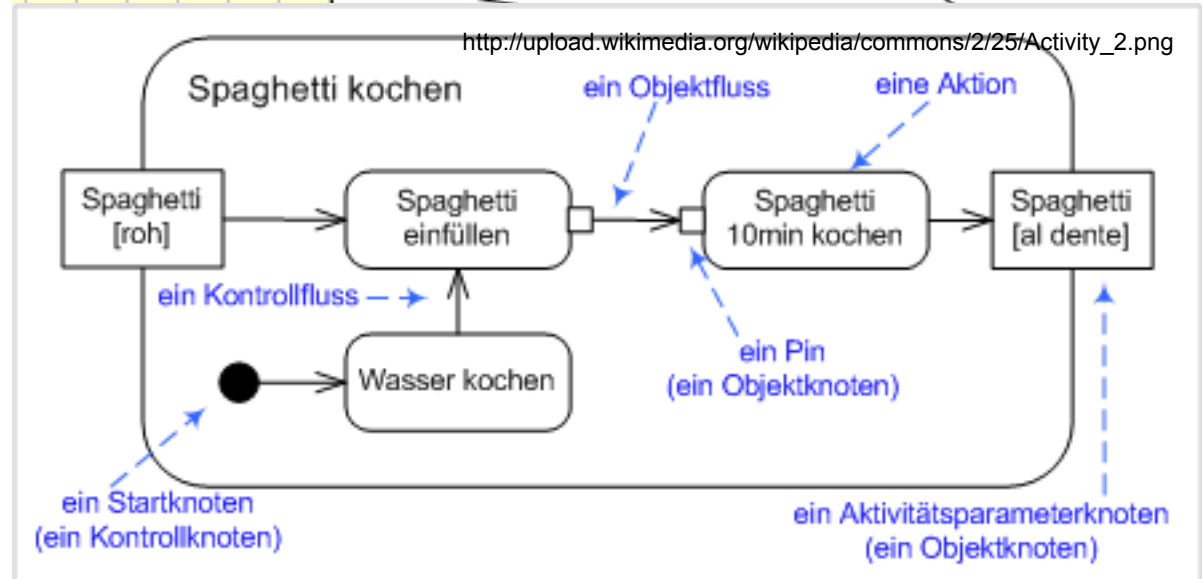 http://upload.wikimedia.org/wikipedia/commons/2/25/Activity_2.png
Spaghetti kochen
ein Objektfluss
eine Aktion
Spaghetti
[roh]
Spaghetti
einfüllen
Spaghetti
10min kochen
Spaghetti
[al dente]
ein Kontrollfluss
Wasser kochen
ein Pin
(ein Objektknoten)
ein Startknoten
(ein Kontrollknoten)
ein Aktivitätsparameterknoten
(ein Objektknoten)